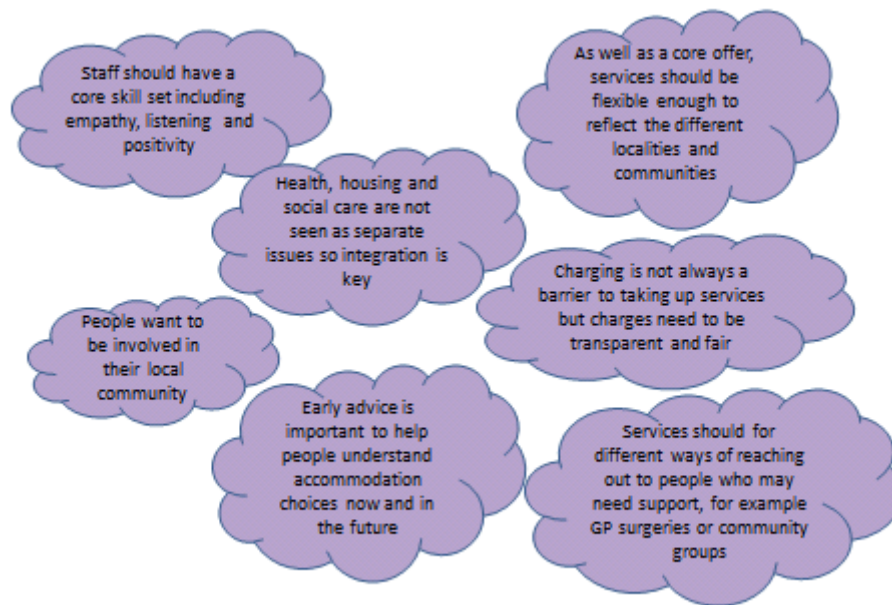 Staff should have a
core skill set including
empathy, listening and
positivity
As well as a core offer,
services should be
flexible enough to
reflect the different
localities and
communities
Health, housing and
social care are not
seen as separate
issues so integration is
key
Charging is not always a
barrier to taking up services
but charges need to be
transparent and fair
People want to
be involved in
their local
community
Early advice is
important to help
people understand
accommodation
choices now and in
the future
Services should for
different ways of reaching
out to people who may
need support, for example
GP surgeries or community
groups